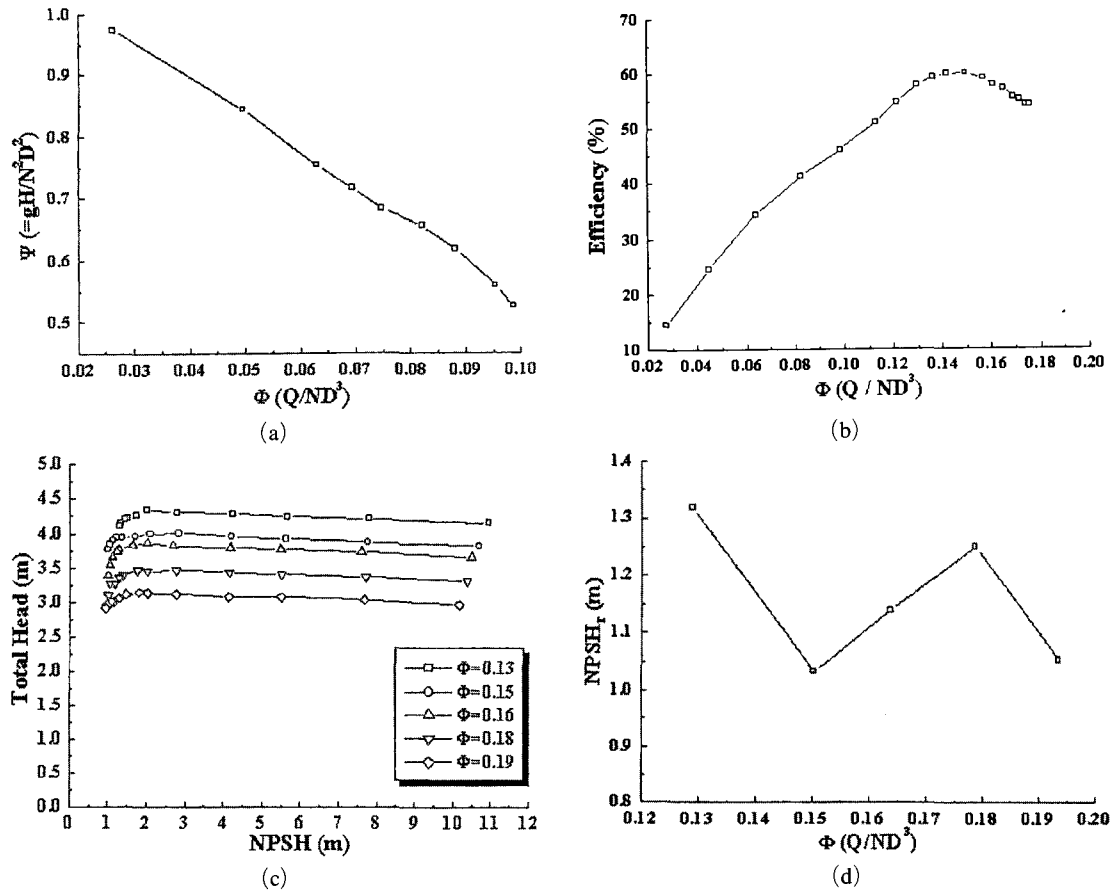 1.0
0.9
0.8
0.7
0.6
0.5
Ψ (=gH/N²D²)
0.02 0.03 0.04 0.05 0.06 0.07 0.08 0.09 0.10
Φ (Q/ND³)
(a)
70
60
50
40
30
20
10
Efficiency (%)
0.02 0.04 0.06 0.08 0.10 0.12 0.14 0.16 0.18 0.20
Φ (Q / ND³)
(b)
5.0
4.5
4.0
3.5
3.0
2.5
2.0
1.5
1.0
0.5
0.0
Total Head (m)
Φ=0.13
Φ=0.15
Φ=0.16
Φ=0.18
Φ=0.19
0 1 2 3 4 5 6 7 8 9 10 11 12
NPSH (m)
(c)
1.4
1.3
1.2
1.1
1.0
0.9
0.8
NPSHr (m)
0.12 0.13 0.14 0.15 0.16 0.17 0.18 0.19 0.20
Φ (Q/ND³)
(d)